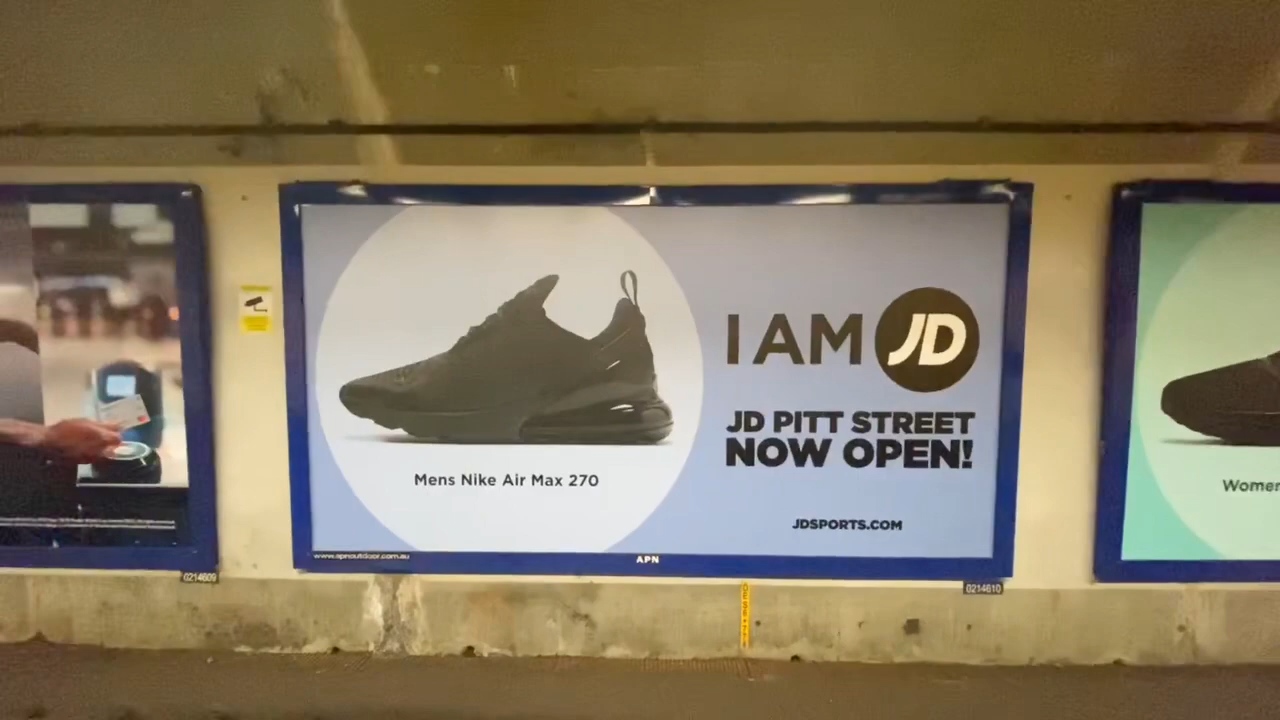 I AM JD
JD PITT STREET
NOW OPEN!
Mens Nike Air Max 270
JDSPORTS.COM
www.apnoutdoor.com.au
APN
0214609
0214610
Women